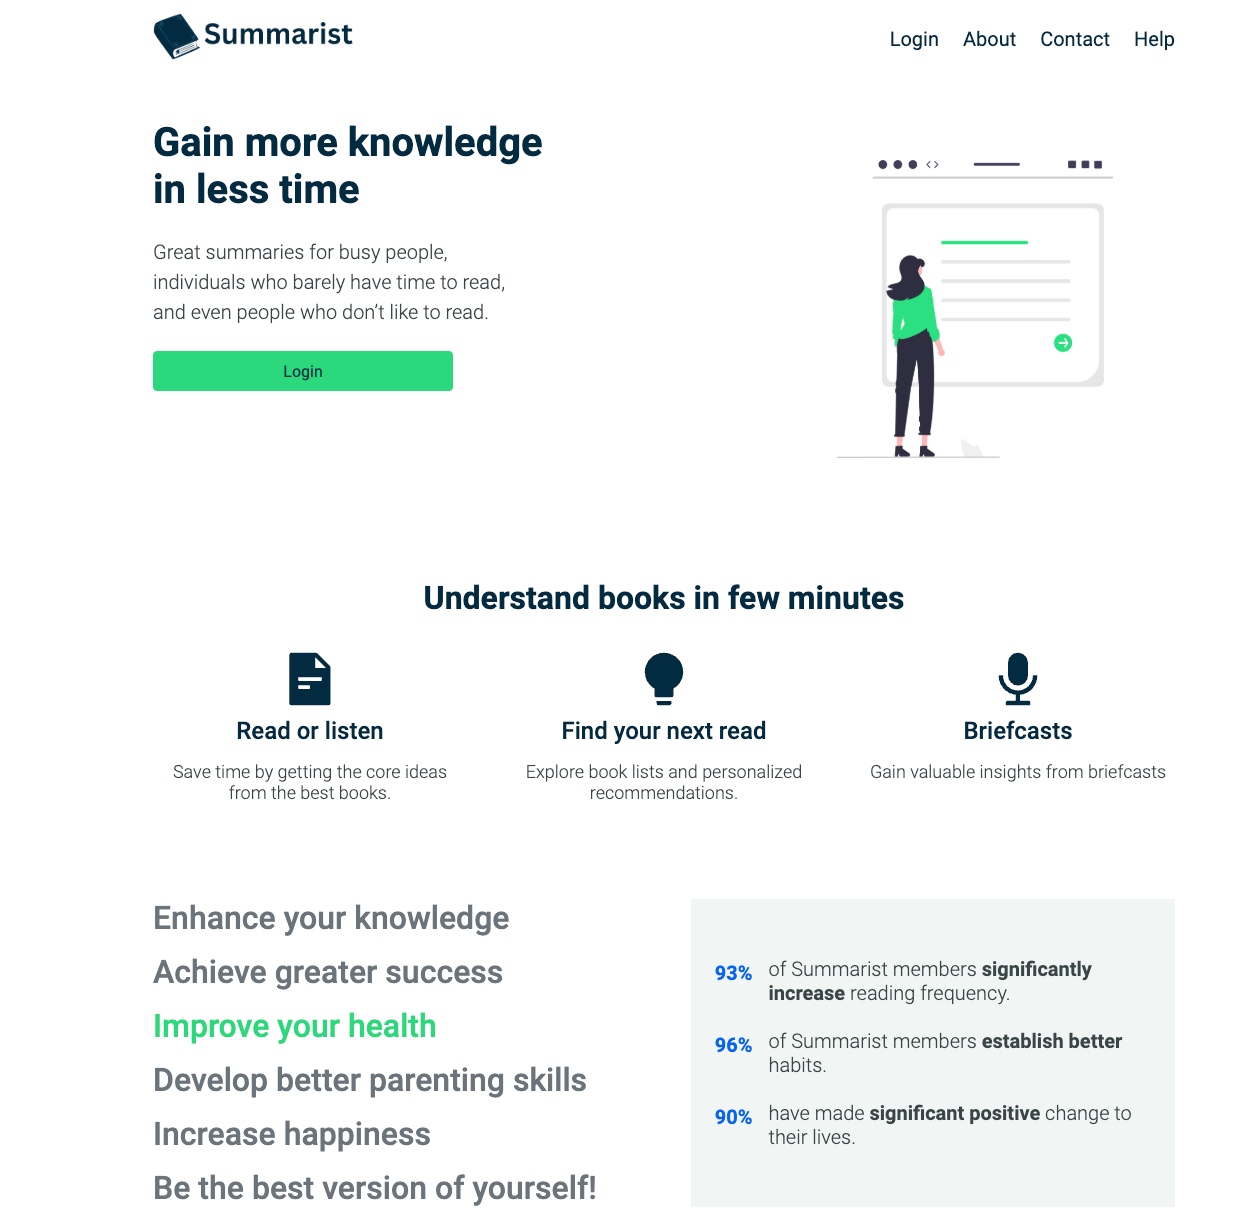 Summarist
Login About Contact Help
Gain more knowledge
in less time
Great summaries for busy people,
individuals who barely have time to read,
and even people who don’t like to read.
Login
Understand books in few minutes
Read or listen
Save time by getting the core ideas
from the best books.
Find your next read
Explore book lists and personalized
recommendations.
Briefcasts
Gain valuable insights from briefcasts
Enhance your knowledge
Achieve greater success
Improve your health
Develop better parenting skills
Increase happiness
Be the best version of yourself!
93% of Summarist members significantly
increase reading frequency.
96% of Summarist members establish better
habits.
90% have made significant positive change to
their lives.